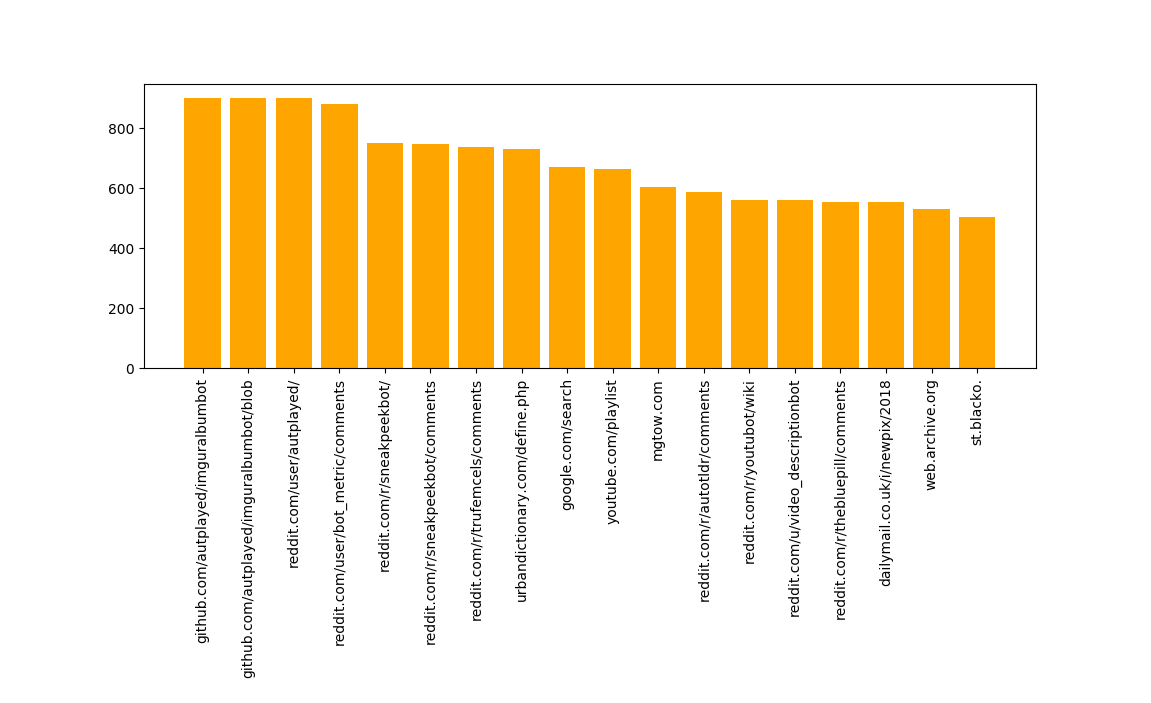 800
600
400
200
0
github.com/autplayed/imguralbumbot
github.com/autplayed/imguralbumbot/blob
reddit.com/user/autplayed/
reddit.com/user/bot_metric/comments
reddit.com/r/sneakpeekbot/
reddit.com/r/sneakpeekbot/comments
reddit.com/r/trufemcels/comments
urbandictionary.com/define.php
google.com/search
youtube.com/playlist
mgtow.com
reddit.com/r/autotldr/comments
reddit.com/r/youtubot/wiki
reddit.com/u/video_descriptionbot
reddit.com/r/thebluepill/comments
dailymail.co.uk/i/newpix/2018
web.archive.org
st.blacko.